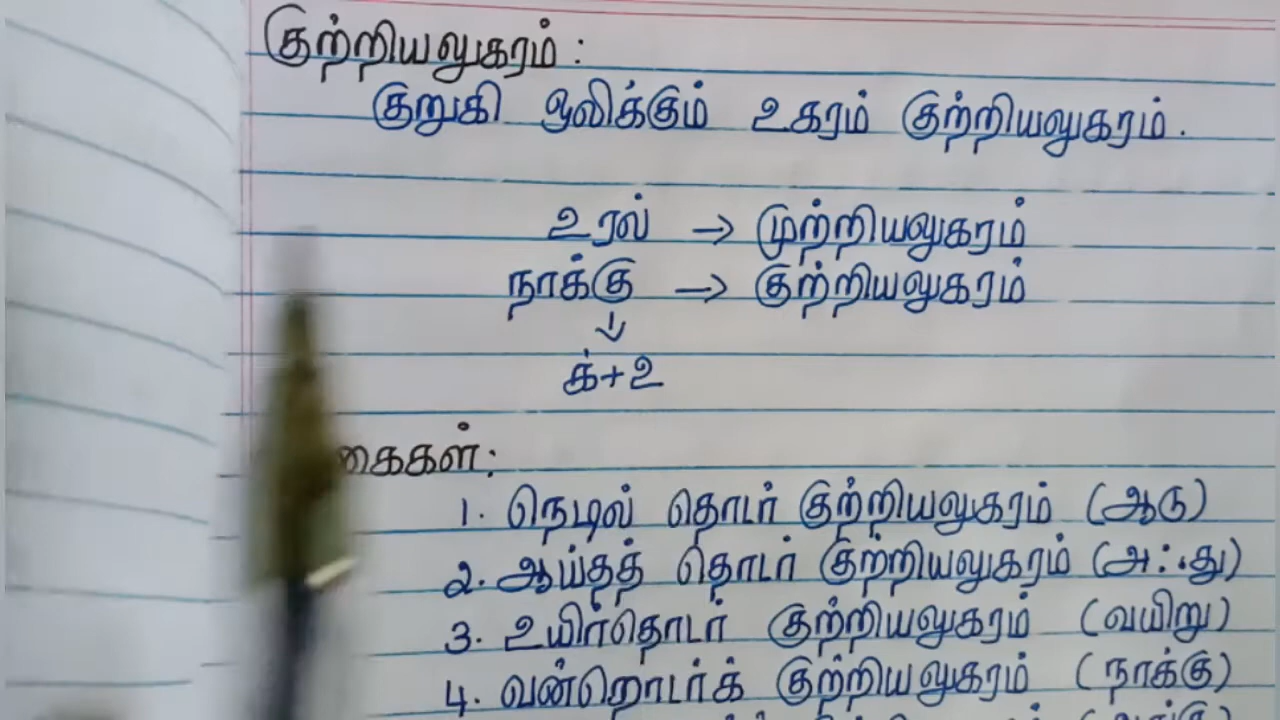 குற்றியலுகரம் :
குறுகி ஒலிக்கும் உகரம் குற்றியலுகரம்.
உரல் → முற்றியலுகரம்
நாக்கு → குற்றியலுகரம்
↓
க்+உ
கைகள்:
1. நெடில் தொடர் குற்றியலுகரம் (ஆடு)
2. ஆய்தத் தொடர் குற்றியலுகரம் (அஃது)
3. உயிர்தொடர் குற்றியலுகரம் (வயிறு)
4. வன்றொடர்க் குற்றியலுகரம் (நாக்கு)